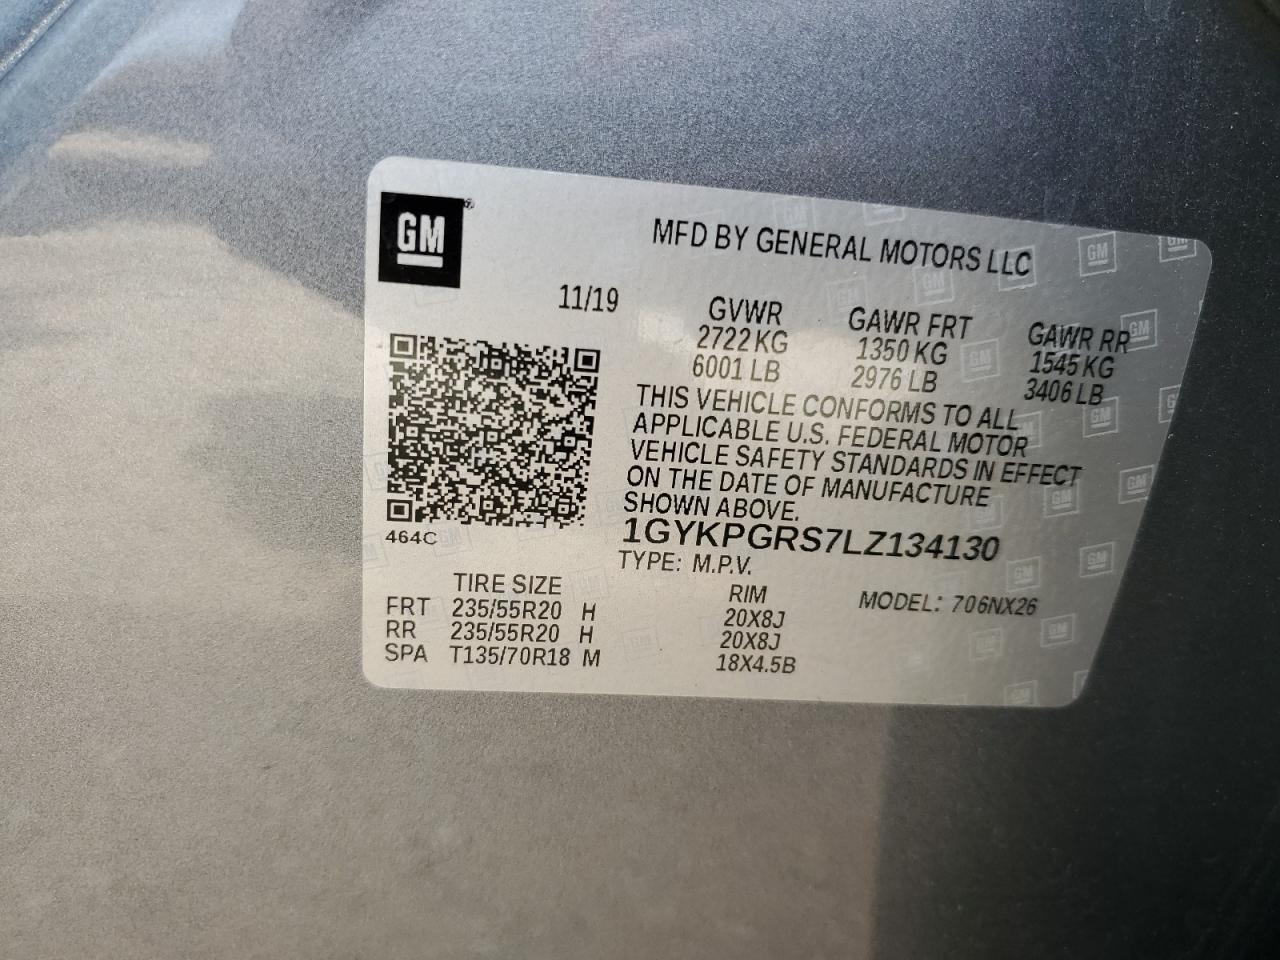 GM
MFD BY GENERAL MOTORS LLC
11/19
GVWR GAWR FRT GAWR RR
2722 KG 1350 KG 1545 KG
6001 LB 2976 LB 3406 LB
THIS VEHICLE CONFORMS TO ALL
APPLICABLE U.S. FEDERAL MOTOR
VEHICLE SAFETY STANDARDS IN EFFECT
ON THE DATE OF MANUFACTURE
SHOWN ABOVE.
464C
1GYKPGRS7LZ134130
TYPE: M.P.V.
MODEL: 706NX26
TIRE SIZE RIM
FRT 235/55R20 H 20X8J
RR 235/55R20 H 20X8J
SPA T135/70R18 M 18X4.5B